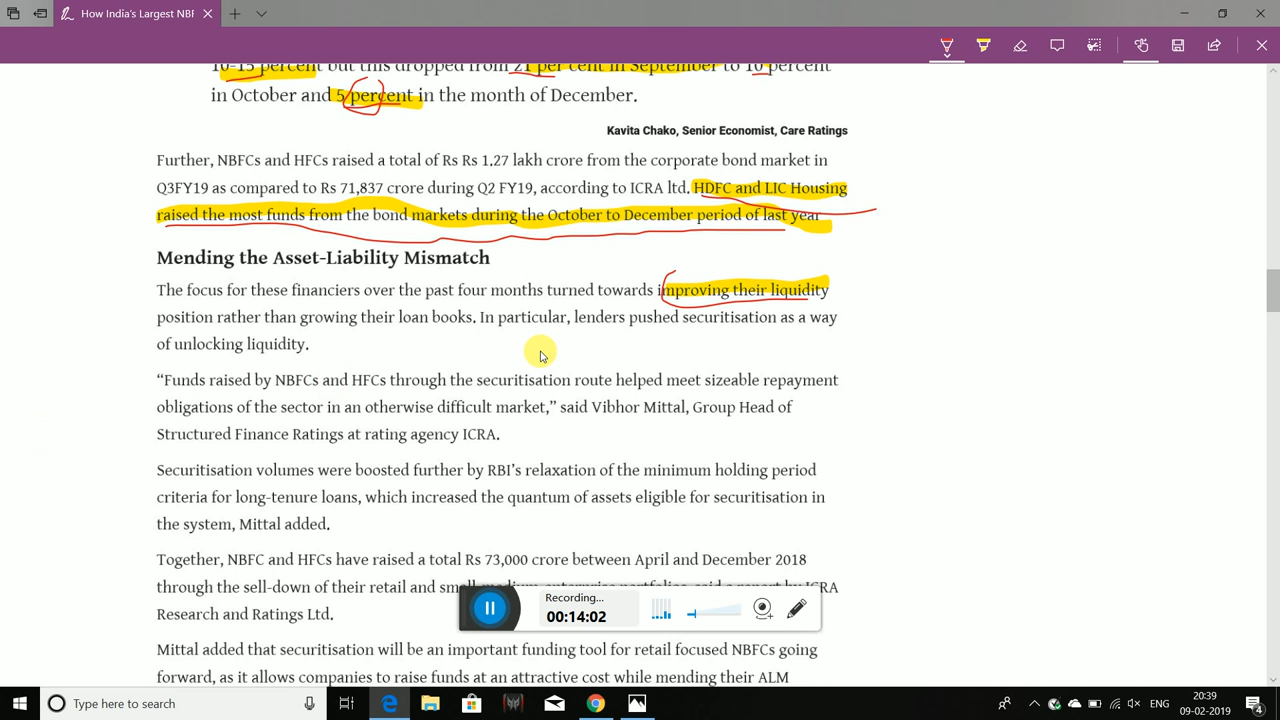 How India's Largest NBF
10-15 percent but this dropped from 21 per cent in September to 10 percent
in October and 5 percent in the month of December.
Kavita Chako, Senior Economist, Care Ratings
Further, NBFCs and HFCs raised a total of Rs Rs 1.27 lakh crore from the corporate bond market in
Q3FY19 as compared to Rs 71,837 crore during Q2 FY19, according to ICRA ltd. HDFC and LIC Housing
raised the most funds from the bond markets during the October to December period of last year
Mending the Asset-Liability Mismatch
The focus for these financiers over the past four months turned towards improving their liquidity
position rather than growing their loan books. In particular, lenders pushed securitisation as a way
of unlocking liquidity.
“Funds raised by NBFCs and HFCs through the securitisation route helped meet sizeable repayment
obligations of the sector in an otherwise difficult market,” said Vibhor Mittal, Group Head of
Structured Finance Ratings at rating agency ICRA.
Securitisation volumes were boosted further by RBI’s relaxation of the minimum holding period
criteria for long-tenure loans, which increased the quantum of assets eligible for securitisation in
the system, Mittal added.
Together, NBFC and HFCs have raised a total Rs 73,000 crore between April and December 2018
through the sell-down of their retail and small-medium enterprise portfolios, said a report by ICRA
Research and Ratings Ltd.
Recording...
00:14:02
Mittal added that securitisation will be an important funding tool for retail focused NBFCs going
forward, as it allows companies to raise funds at an attractive cost while mending their ALM
Type here to search
ENG
20:39
09-02-2019
4